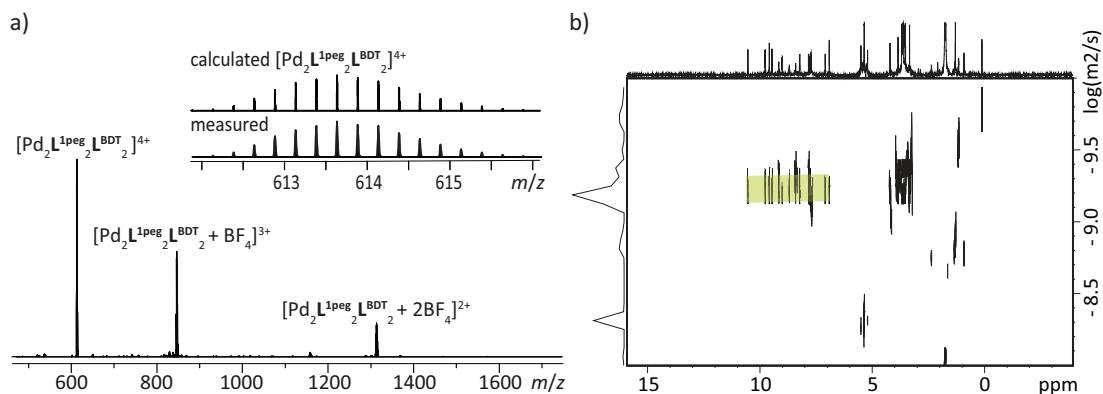 a)
calculated [Pd₂L¹ᵖᵉᵍ₂Lᴮᴰᵀ₂]⁴⁺
measured
613 614 615 m/z
[Pd₂L¹ᵖᵉᵍ₂Lᴮᴰᵀ₂]⁴⁺
[Pd₂L¹ᵖᵉᵍ₂Lᴮᴰᵀ₂ + BF₄]³⁺
[Pd₂L¹ᵖᵉᵍ₂Lᴮᴰᵀ₂ + 2BF₄]²⁺
600 800 1000 1200 1400 1600 m/z
b)
log(m2/s)
- 9.5
- 9.0
- 8.5
15 10 5 0 ppm